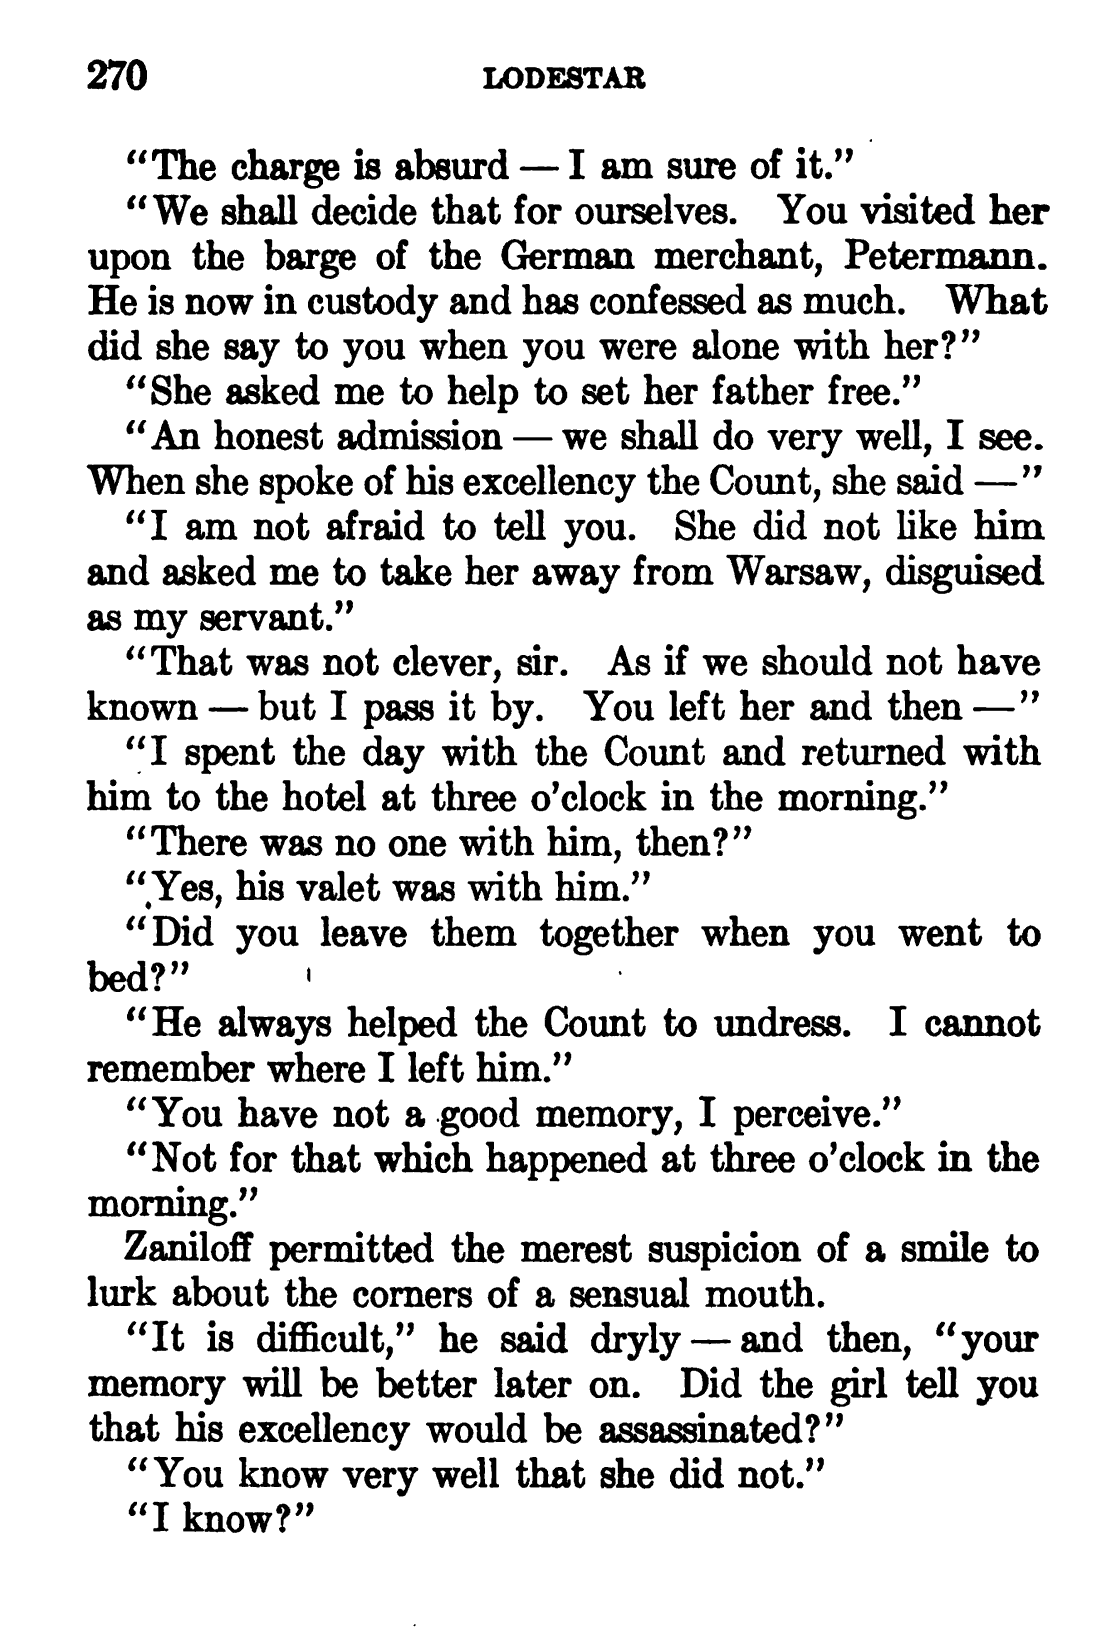 270 LODESTAR
"The charge is absurd — I am sure of it."
"We shall decide that for ourselves. You visited her
upon the barge of the German merchant, Petermann.
He is now in custody and has confessed as much. What
did she say to you when you were alone with her?"
"She asked me to help to set her father free."
"An honest admission — we shall do very well, I see.
When she spoke of his excellency the Count, she said —"
"I am not afraid to tell you. She did not like him
and asked me to take her away from Warsaw, disguised
as my servant."
"That was not clever, sir. As if we should not have
known — but I pass it by. You left her and then —"
"I spent the day with the Count and returned with
him to the hotel at three o'clock in the morning."
"There was no one with him, then?"
"Yes, his valet was with him."
"Did you leave them together when you went to
bed?"
"He always helped the Count to undress. I cannot
remember where I left him."
"You have not a good memory, I perceive."
"Not for that which happened at three o'clock in the
morning."
Zaniloff permitted the merest suspicion of a smile to
lurk about the corners of a sensual mouth.
"It is difficult," he said dryly — and then, "your
memory will be better later on. Did the girl tell you
that his excellency would be assassinated?"
"You know very well that she did not."
"I know?"